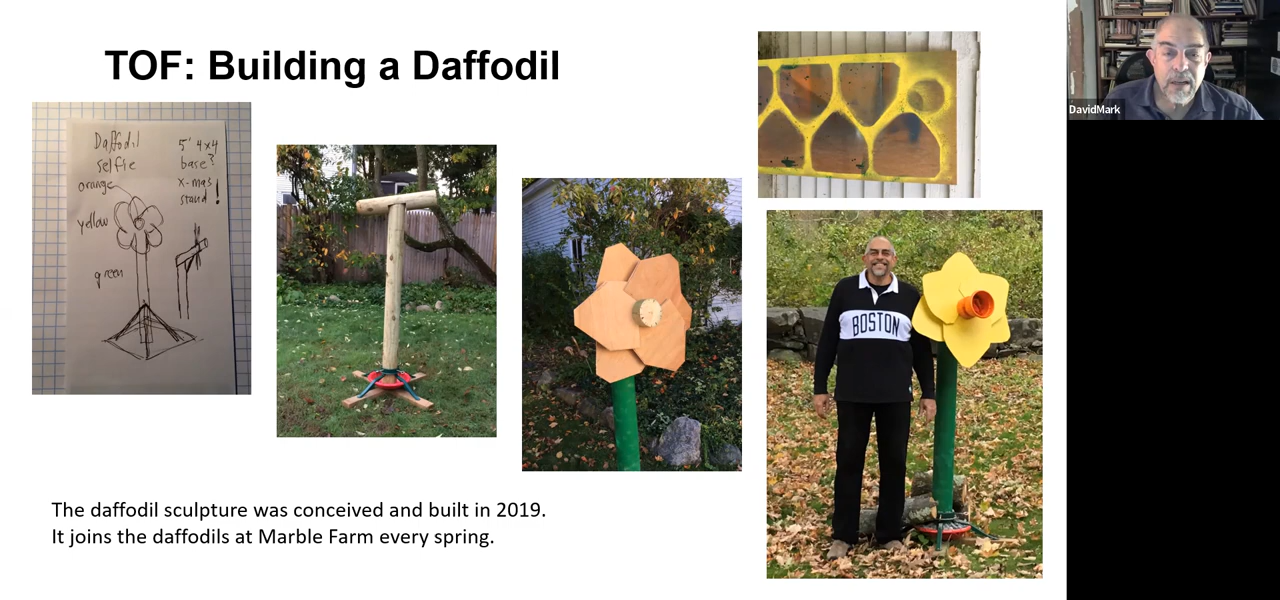 TOF: Building a Daffodil
Daffodil
selfie
orange
yellow
green
5' 4x4
base?
x-mas
stand!
BOSTON
The daffodil sculpture was conceived and built in 2019.
It joins the daffodils at Marble Farm every spring.
DavidMark